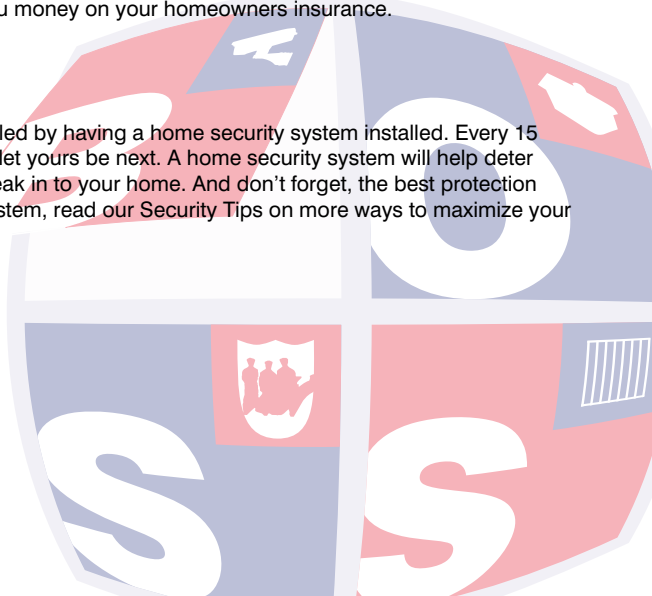 u money on your homeowners insurance.
led by having a home security system installed. Every 15
let yours be next. A home security system will help deter
eak in to your home. And don’t forget, the best protection
stem, read our Security Tips on more ways to maximize your
B O
S S